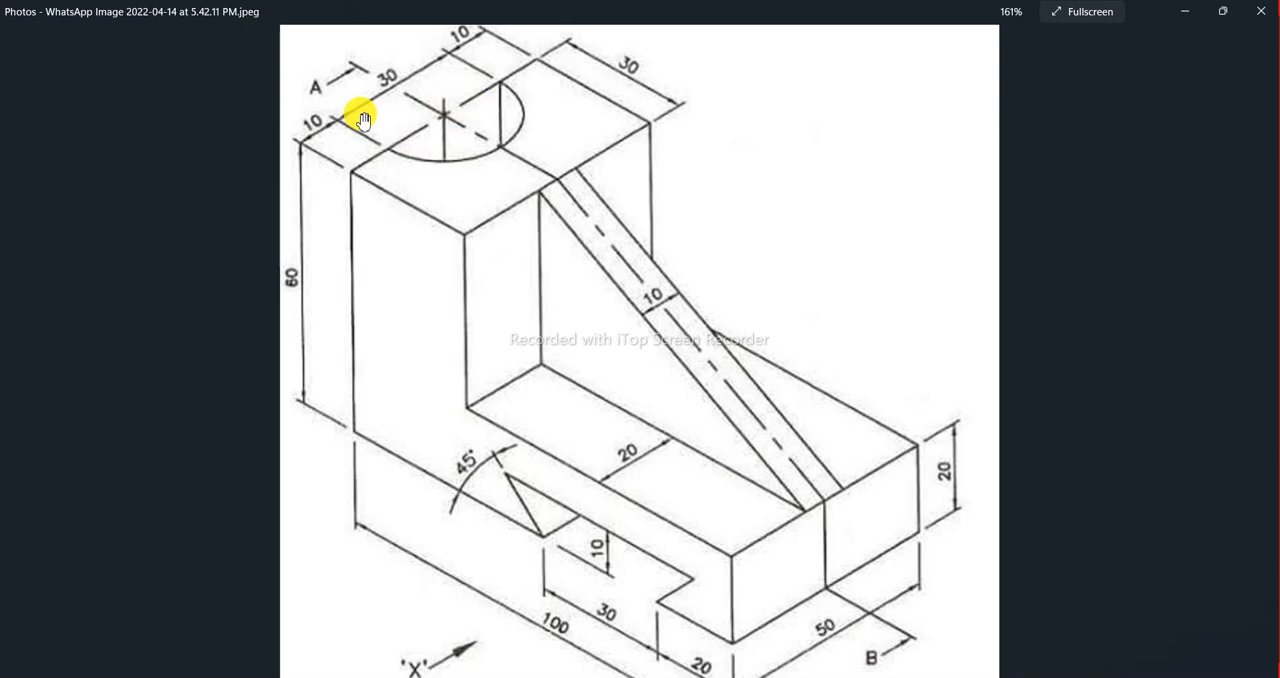 Photos - WhatsApp Image 2022-04-14 at 5.42.11 PM.jpeg
161%
Fullscreen
10
30
A
30
10
60
10
Recorded with iTop Screen Recorder
20
45°
20
10
30
100
50
B
'X'
20